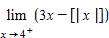 lim (3x − [| x |])
x → 4⁺